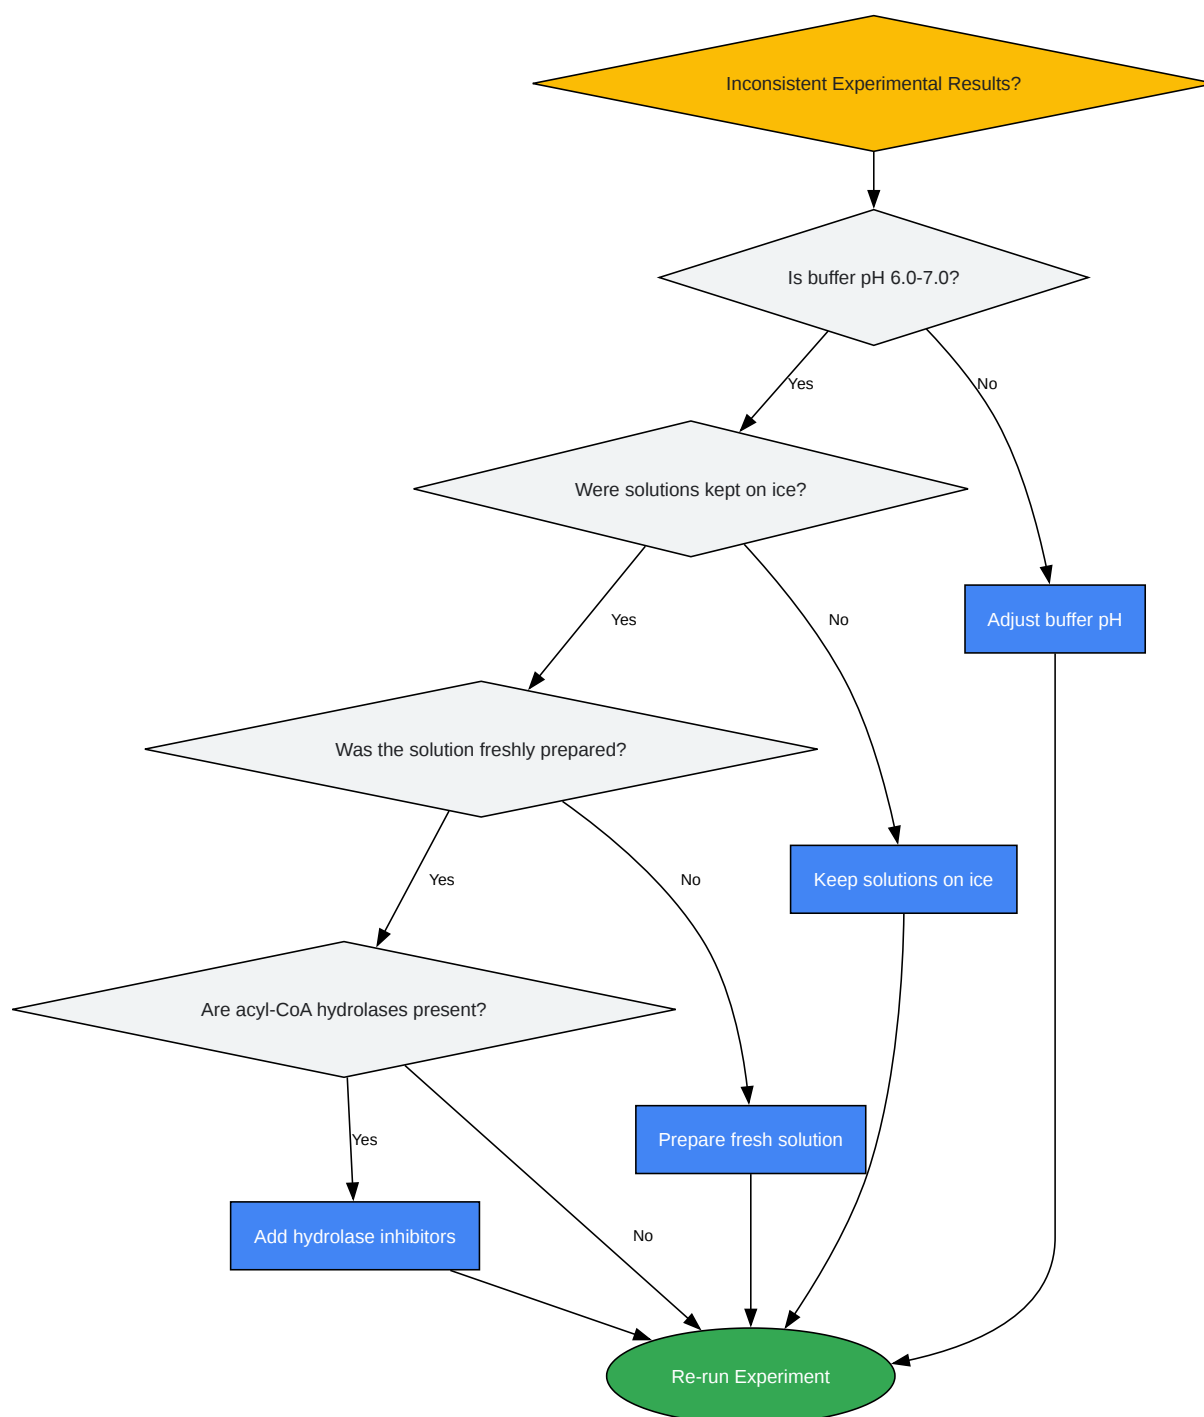 Inconsistent Experimental Results?
Is buffer pH 6.0-7.0?
Yes
No
Were solutions kept on ice?
Yes
No
Adjust buffer pH
Was the solution freshly prepared?
Yes
No
Keep solutions on ice
Are acyl-CoA hydrolases present?
Yes
Prepare fresh solution
Add hydrolase inhibitors
No
Re-run Experiment